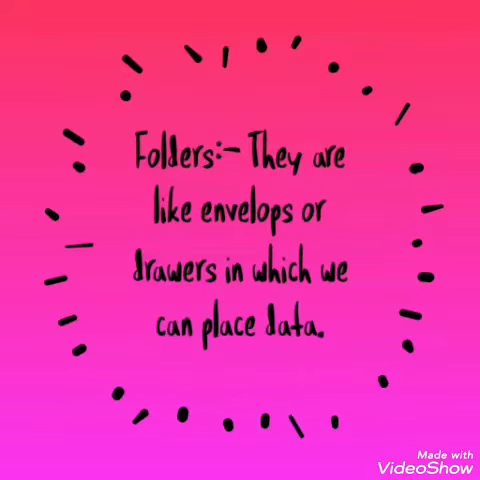 Folders:- They are
like envelops or
drawers in which we
can place data.
Made with
VideoShow